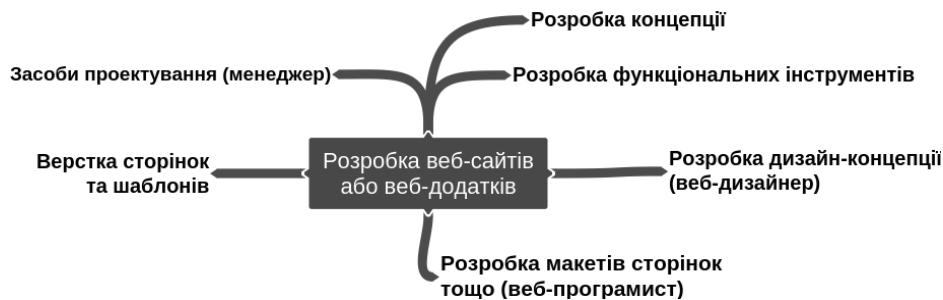 Розробка концепції
Засоби проектування (менеджер)
Розробка функціональних інструментів
Верстка сторінок
та шаблонів
Розробка веб-сайтів
або веб-додатків
Розробка дизайн-концепції
(веб-дизайнер)
Розробка макетів сторінок
тощо (веб-програмист)